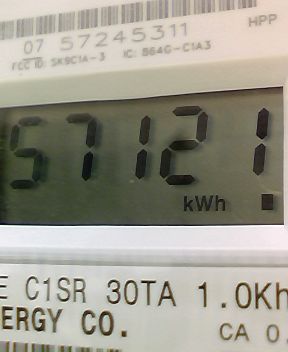 HPP
07 57245311
FCC ID: SK9C1A-3 IC: 864G-C1A3
57121
kWh
E C1SR 30TA 1.0Kh
ERGY CO.
CA 0.